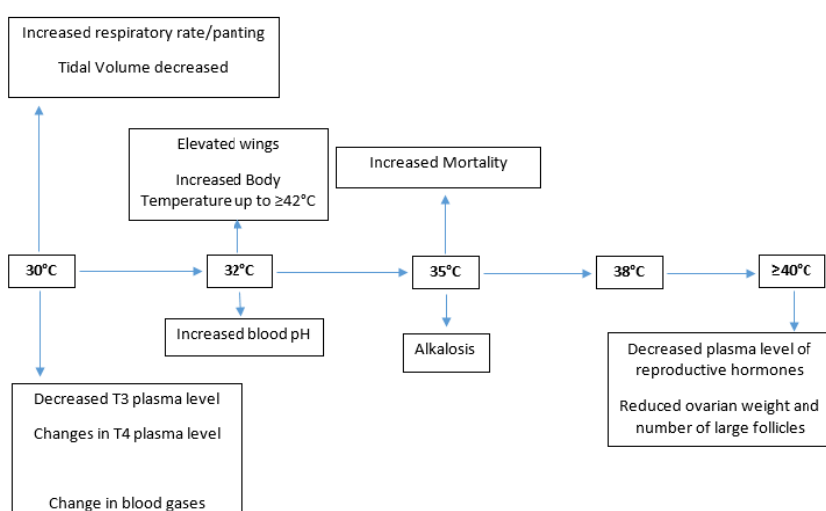 Increased respiratory rate/panting
Tidal Volume decreased
Elevated wings
Increased Body
Temperature up to ≥42°C
Increased Mortality
30°C
32°C
35°C
38°C
≥40°C
Increased blood pH
Alkalosis
Decreased plasma level of
reproductive hormones
Reduced ovarian weight and
number of large follicles
Decreased T3 plasma level
Changes in T4 plasma level
Change in blood gases